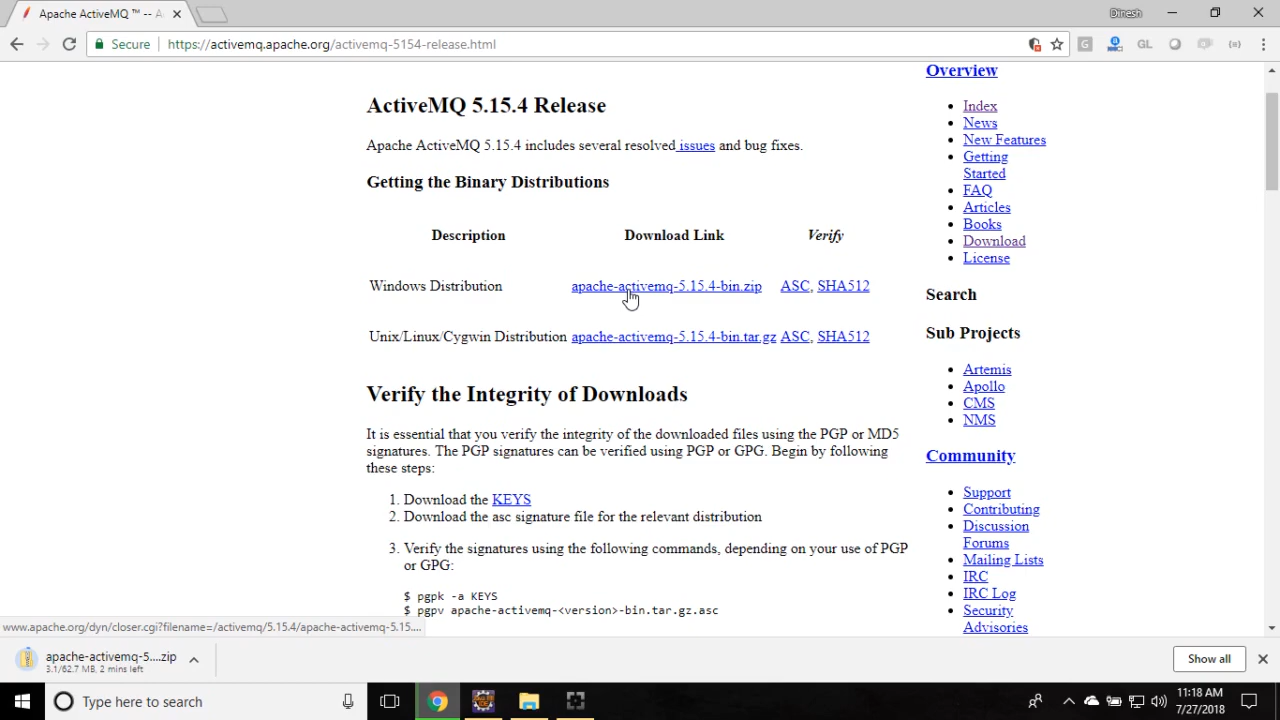 Apache ActiveMQ ™ -- A
Dinesh
Secure
https://activemq.apache.org/activemq-5154-release.html
GL
ActiveMQ 5.15.4 Release
Apache ActiveMQ 5.15.4 includes several resolved issues and bug fixes.
Getting the Binary Distributions
Description Download Link Verify
Windows Distribution apache-activemq-5.15.4-bin.zip ASC, SHA512
Unix/Linux/Cygwin Distribution apache-activemq-5.15.4-bin.tar.gz ASC, SHA512
Verify the Integrity of Downloads
It is essential that you verify the integrity of the downloaded files using the PGP or MD5
signatures. The PGP signatures can be verified using PGP or GPG. Begin by following
these steps:
1. Download the KEYS
2. Download the asc signature file for the relevant distribution
3. Verify the signatures using the following commands, depending on your use of PGP
or GPG:
$ pgpk -a KEYS
$ pgpv apache-activemq-<version>-bin.tar.gz.asc
Overview
Index
News
New Features
Getting
Started
FAQ
Articles
Books
Download
License
Search
Sub Projects
Artemis
Apollo
CMS
NMS
Community
Support
Contributing
Discussion
Forums
Mailing Lists
IRC
IRC Log
Security
Advisories
www.apache.org/dyn/closer.cgi?filename=/activemq/5.15.4/apache-activemq-5.15....
apache-activemq-5....zip
3.1/62.7 MB, 2 mins left
Show all
Type here to search
11:18 AM
7/27/2018